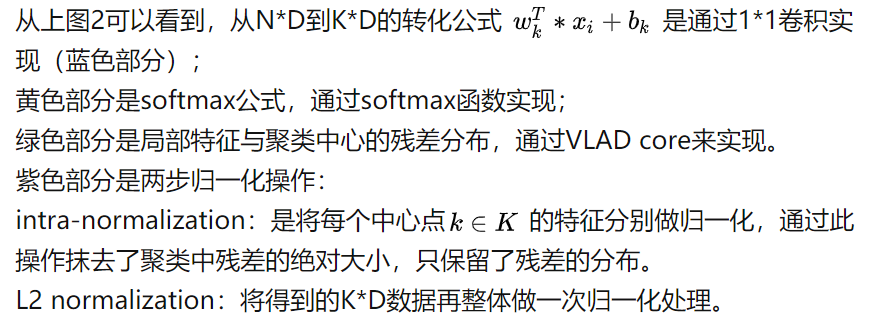 从上图2可以看到，从N*D到K*D的转化公式 $w_k^T * x_i + b_k$ 是通过1*1卷积实
现（蓝色部分）；
黄色部分是softmax公式，通过softmax函数实现；
绿色部分是局部特征与聚类中心的残差分布，通过VLAD core来实现。
紫色部分是两步归一化操作：
intra-normalization：是将每个中心点 $k \in K$ 的特征分别做归一化，通过此
操作抹去了聚类中残差的绝对大小，只保留了残差的分布。
L2 normalization：将得到的K*D数据再整体做一次归一化处理。